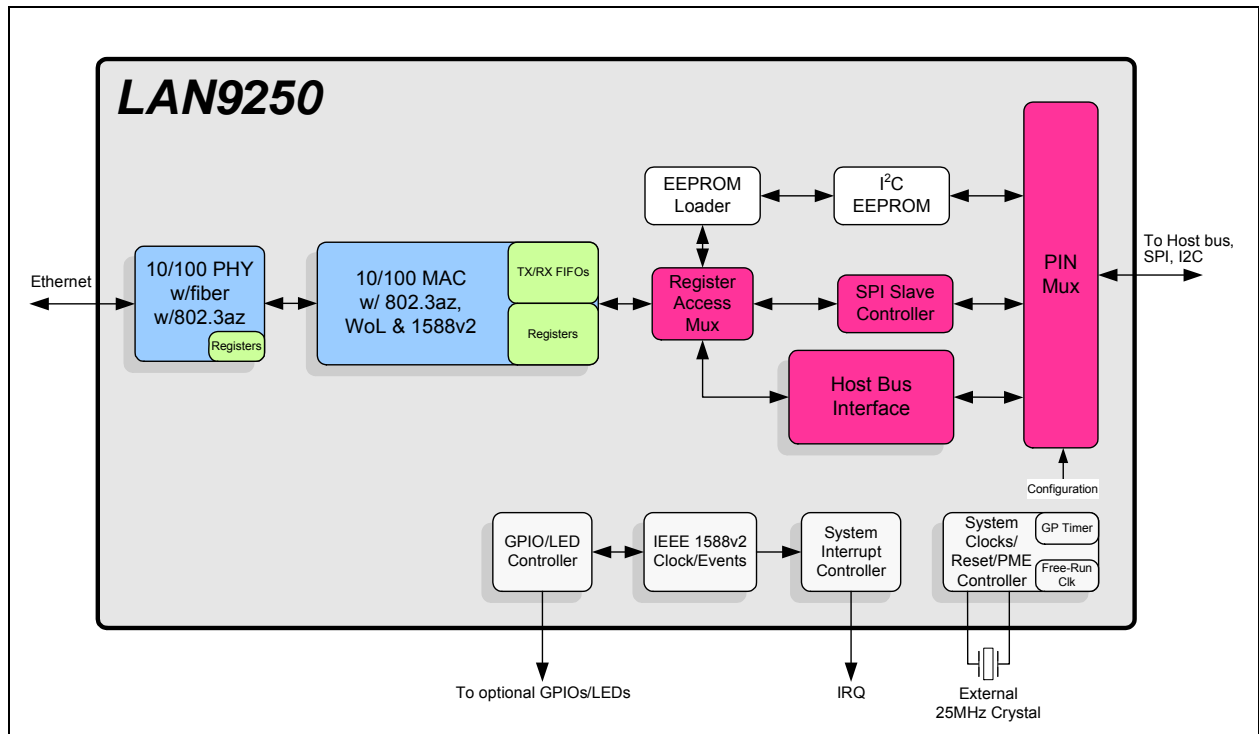 LAN9250
EEPROM
Loader
I²C
EEPROM
To Host bus,
SPI, I2C
Ethernet
10/100 PHY
w/fiber
w/802.3az
Registers
10/100 MAC
w/ 802.3az,
WoL & 1588v2
TX/RX FIFOs
Registers
Register
Access
Mux
SPI Slave
Controller
PIN
Mux
Host Bus
Interface
Configuration
GPIO/LED
Controller
IEEE 1588v2
Clock/Events
System
Interrupt
Controller
System
Clocks/
Reset/PME
Controller
GP Timer
Free-Run
Clk
To optional GPIOs/LEDs
IRQ
External
25MHz Crystal